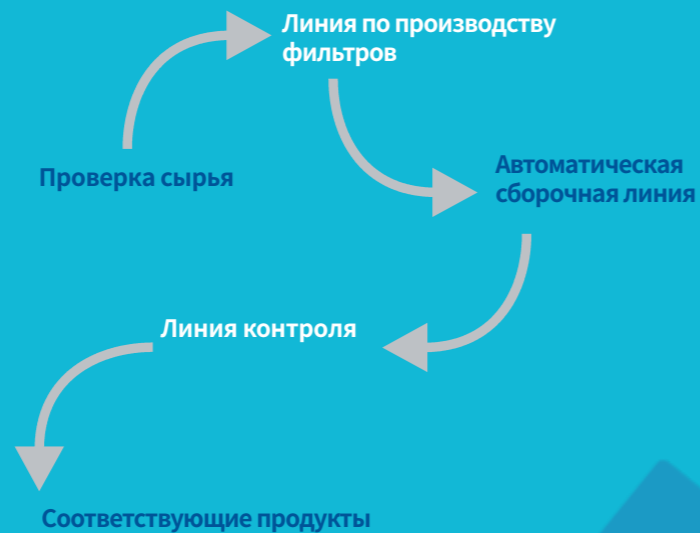 Линия по производству
фильтров
Проверка сырья
Автоматическая
сборочная линия
Линия контроля
Соответствующие продукты